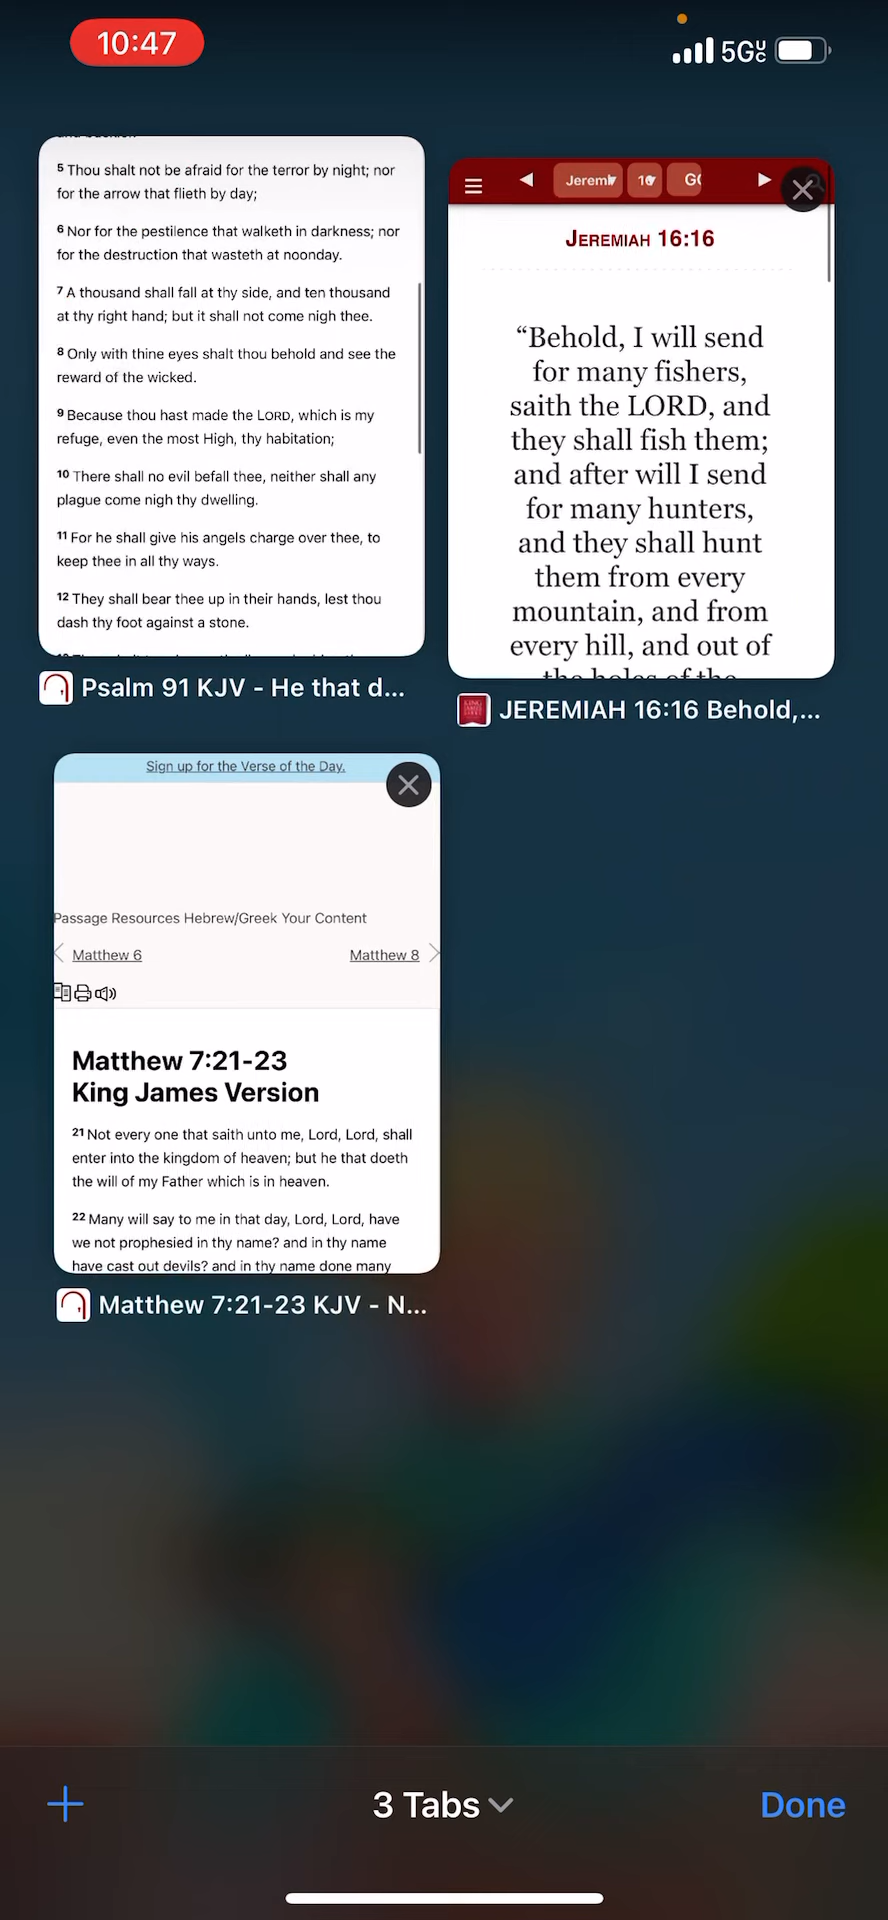 10:47
5G UC
5 Thou shalt not be afraid for the terror by night; nor
for the arrow that flieth by day;
6 Nor for the pestilence that walketh in darkness; nor
for the destruction that wasteth at noonday.
7 A thousand shall fall at thy side, and ten thousand
at thy right hand; but it shall not come nigh thee.
8 Only with thine eyes shalt thou behold and see the
reward of the wicked.
9 Because thou hast made the LORD, which is my
refuge, even the most High, thy habitation;
10 There shall no evil befall thee, neither shall any
plague come nigh thy dwelling.
11 For he shall give his angels charge over thee, to
keep thee in all thy ways.
12 They shall bear thee up in their hands, lest thou
dash thy foot against a stone.
Psalm 91 KJV - He that d...
Jerem
JEREMIAH 16:16
“Behold, I will send
for many fishers,
saith the LORD, and
they shall fish them;
and after will I send
for many hunters,
and they shall hunt
them from every
mountain, and from
every hill, and out of
the holes of the
JEREMIAH 16:16 Behold,...
Sign up for the Verse of the Day.
Passage Resources Hebrew/Greek Your Content
Matthew 6
Matthew 8
Matthew 7:21-23
King James Version
21 Not every one that saith unto me, Lord, Lord, shall
enter into the kingdom of heaven; but he that doeth
the will of my Father which is in heaven.
22 Many will say to me in that day, Lord, Lord, have
we not prophesied in thy name? and in thy name
have cast out devils? and in thy name done many
Matthew 7:21-23 KJV - N...
3 Tabs
Done